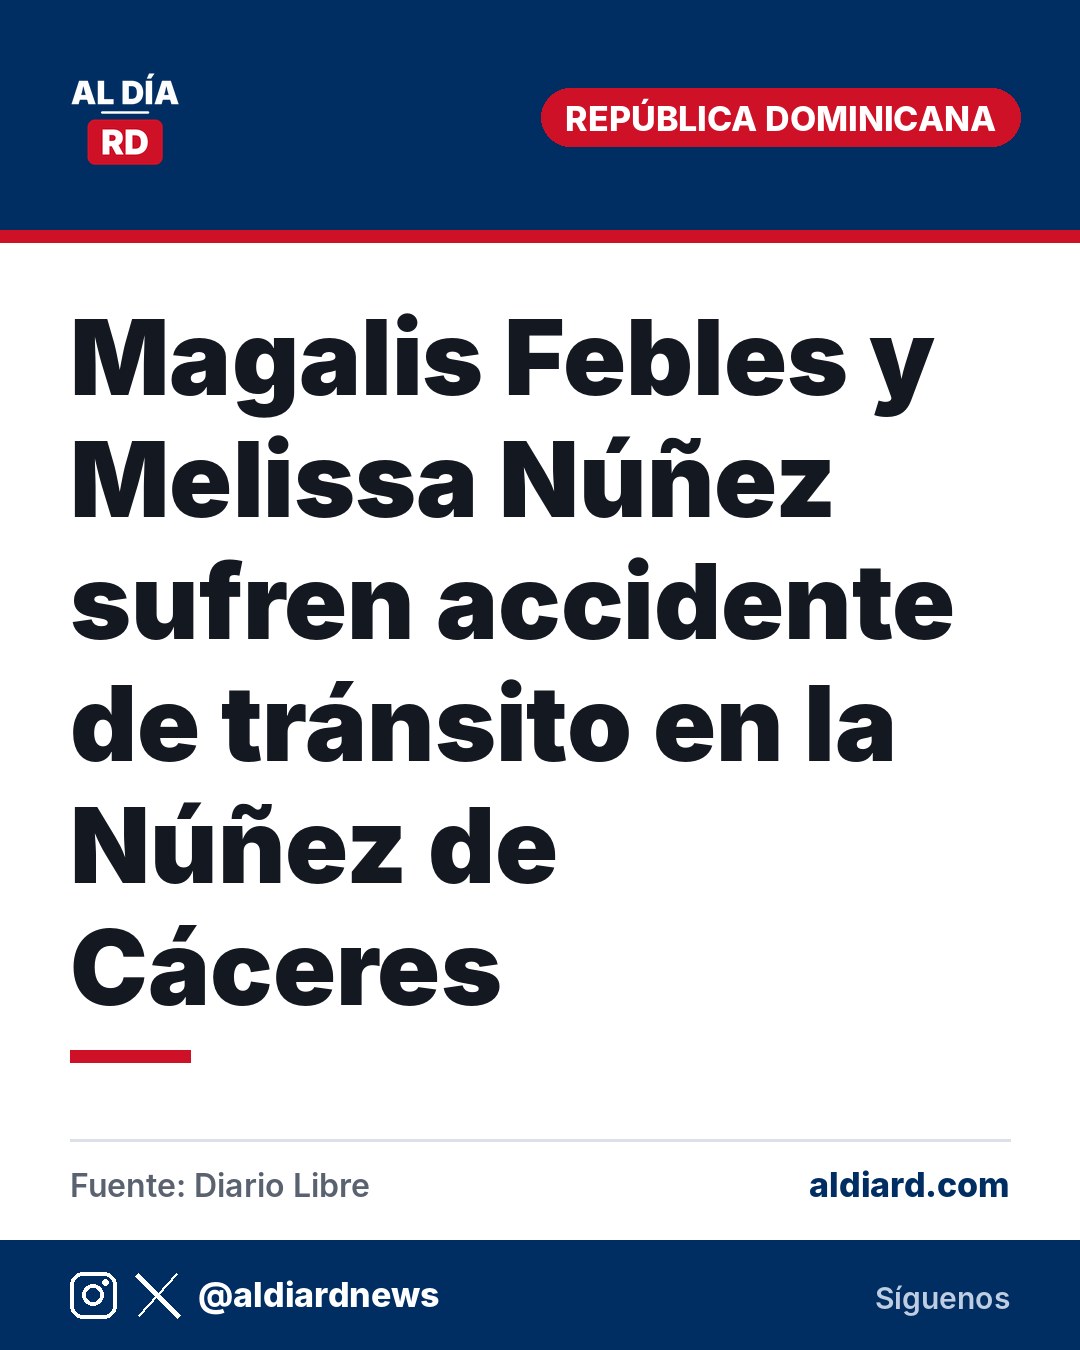 AL DÍA
RD
REPÚBLICA DOMINICANA
Magalis Febles y
Melissa Núñez
sufren accidente
de tránsito en la
Núñez de
Cáceres
Fuente: Diario Libre
aldiard.com
@aldiardnews
Síguenos